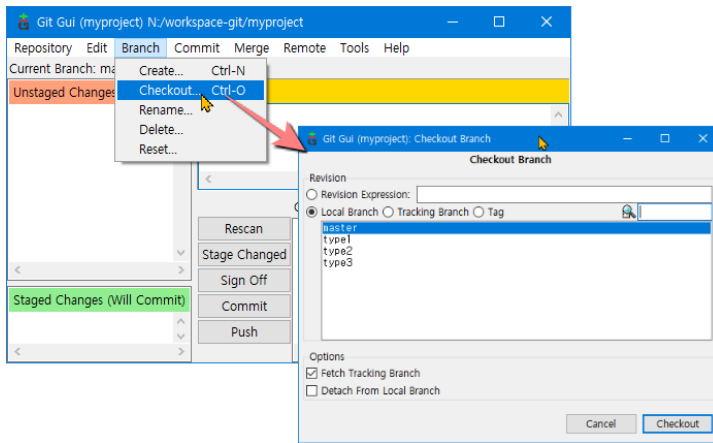 Git Gui (myproject) N:/workspace-git/myproject
Repository Edit Branch Commit Merge Remote Tools Help
Current Branch: ma
Create... Ctrl-N
Unstaged Changes
Checkout... Ctrl-O
Rename...
Delete...
Reset...
Rescan
Stage Changed
Sign Off
Staged Changes (Will Commit)
Commit
Push
Git Gui (myproject): Checkout Branch
Checkout Branch
Revision
Revision Expression:
Local Branch Tracking Branch Tag
master
type1
type2
type3
Options
Fetch Tracking Branch
Detach From Local Branch
Cancel Checkout